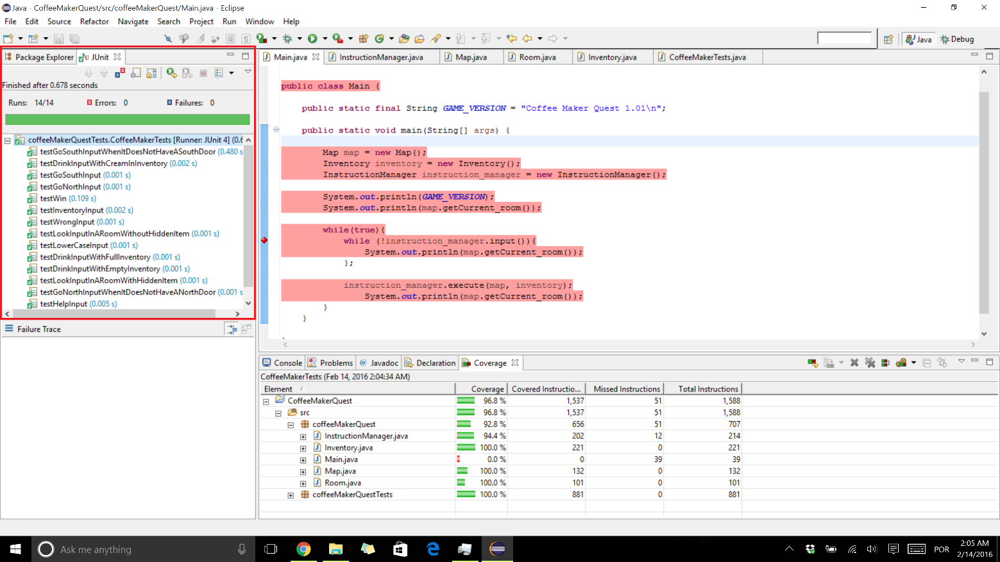 Java - CoffeeMakerQuest/src/coffeeMakerQuest/Main.java - Eclipse
File Edit Source Refactor Navigate Search Project Run Window Help
Java Debug
Package Explorer JUnit
Finished after 0.678 seconds
Runs: 14/14 Errors: 0 Failures: 0
coffeeMakerQuestTests.CoffeeMakerTests [Runner: JUnit 4] (0.6
testGoSouthInputWhenItDoesNotHaveASouthDoor (0.480 s
testDrinkInputWithCreamInInventory (0.002 s)
testGoSouthInput (0.001 s)
testGoNorthInput (0.001 s)
testWin (0.109 s)
testInventoryInput (0.002 s)
testWrongInput (0.001 s)
testLookInputInARoomWithoutHiddenItem (0.001 s)
testLowerCaseInput (0.001 s)
testDrinkInputWithFullInventory (0.001 s)
testDrinkInputWithEmptyInventory (0.001 s)
testLookInputInARoomWithHiddenItem (0.001 s)
testGoNorthInputWhenItDoesNotHaveANorthDoor (0.001 s
testHelpInput (0.005 s)
Failure Trace
Main.java InstructionManager.java Map.java Room.java Inventory.java CoffeeMakerTests.java
public class Main {
public static final String GAME_VERSION = "Coffee Maker Quest 1.01\n";
public static void main(String[] args) {
Map map = new Map();
Inventory inventory = new Inventory();
InstructionManager instruction_manager = new InstructionManager();
System.out.println(GAME_VERSION);
System.out.println(map.getCurrent_room());
while(true){
while (!instruction_manager.input()){
System.out.println(map.getCurrent_room());
};
instruction_manager.execute(map, inventory);
System.out.println(map.getCurrent_room());
}
}
Console Problems @ Javadoc Declaration Coverage
CoffeeMakerTests (Feb 14, 2016 2:04:34 AM)
Element Coverage Covered Instructio... Missed Instructions Total Instructions
CoffeeMakerQuest 96.8 % 1,537 51 1,588
src 96.8 % 1,537 51 1,588
coffeeMakerQuest 92.8 % 656 51 707
InstructionManager.java 94.4 % 202 12 214
Inventory.java 100.0 % 221 0 221
Main.java 0.0 % 0 39 39
Map.java 100.0 % 132 0 132
Room.java 100.0 % 101 0 101
coffeeMakerQuestTests 100.0 % 881 0 881
Ask me anything
POR
2:05 AM
2/14/2016